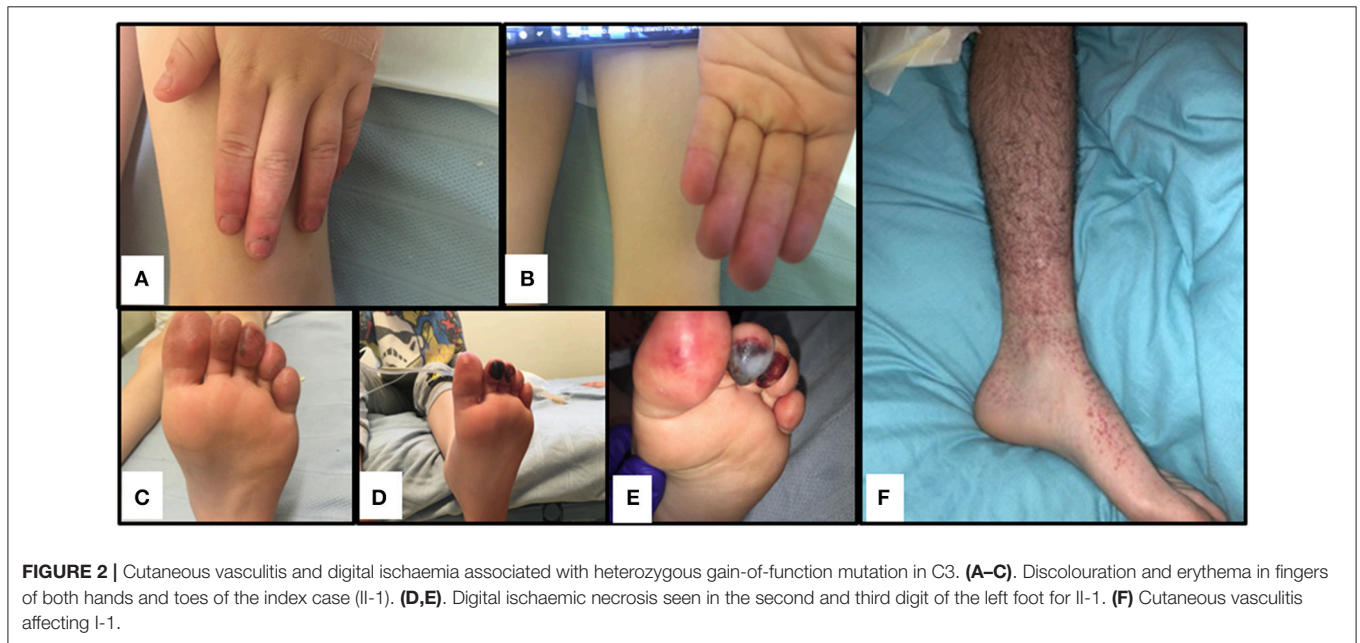 A
B
C
D
E
F
FIGURE 2 | Cutaneous vasculitis and digital ischaemia associated with heterozygous gain-of-function mutation in C3. (A–C). Discolouration and erythema in fingers
of both hands and toes of the index case (II-1). (D,E). Digital ischaemic necrosis seen in the second and third digit of the left foot for II-1. (F) Cutaneous vasculitis
affecting I-1.